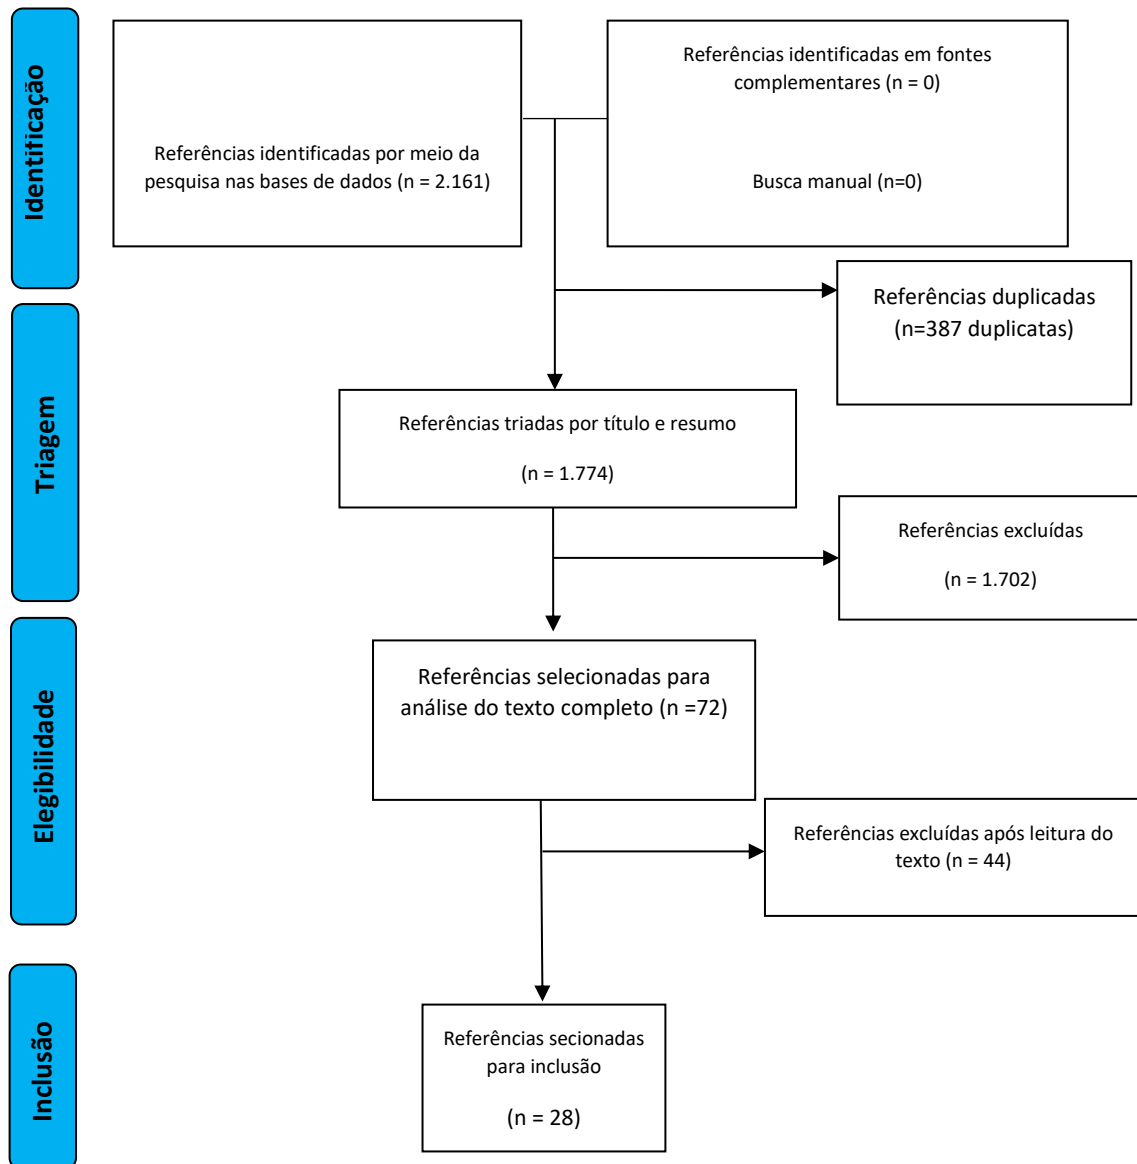 Identificação
Referências identificadas por meio da
pesquisa nas bases de dados (n = 2.161)
Referências identificadas em fontes
complementares (n = 0)
Busca manual (n=0)
Referências duplicadas
(n=387 duplicatas)
Triagem
Referências triadas por título e resumo
(n = 1.774)
Referências excluídas
(n = 1.702)
Elegibilidade
Referências selecionadas para
análise do texto completo (n =72)
Referências excluídas após leitura do
texto (n = 44)
Inclusão
Referências secionadas
para inclusão
(n = 28)